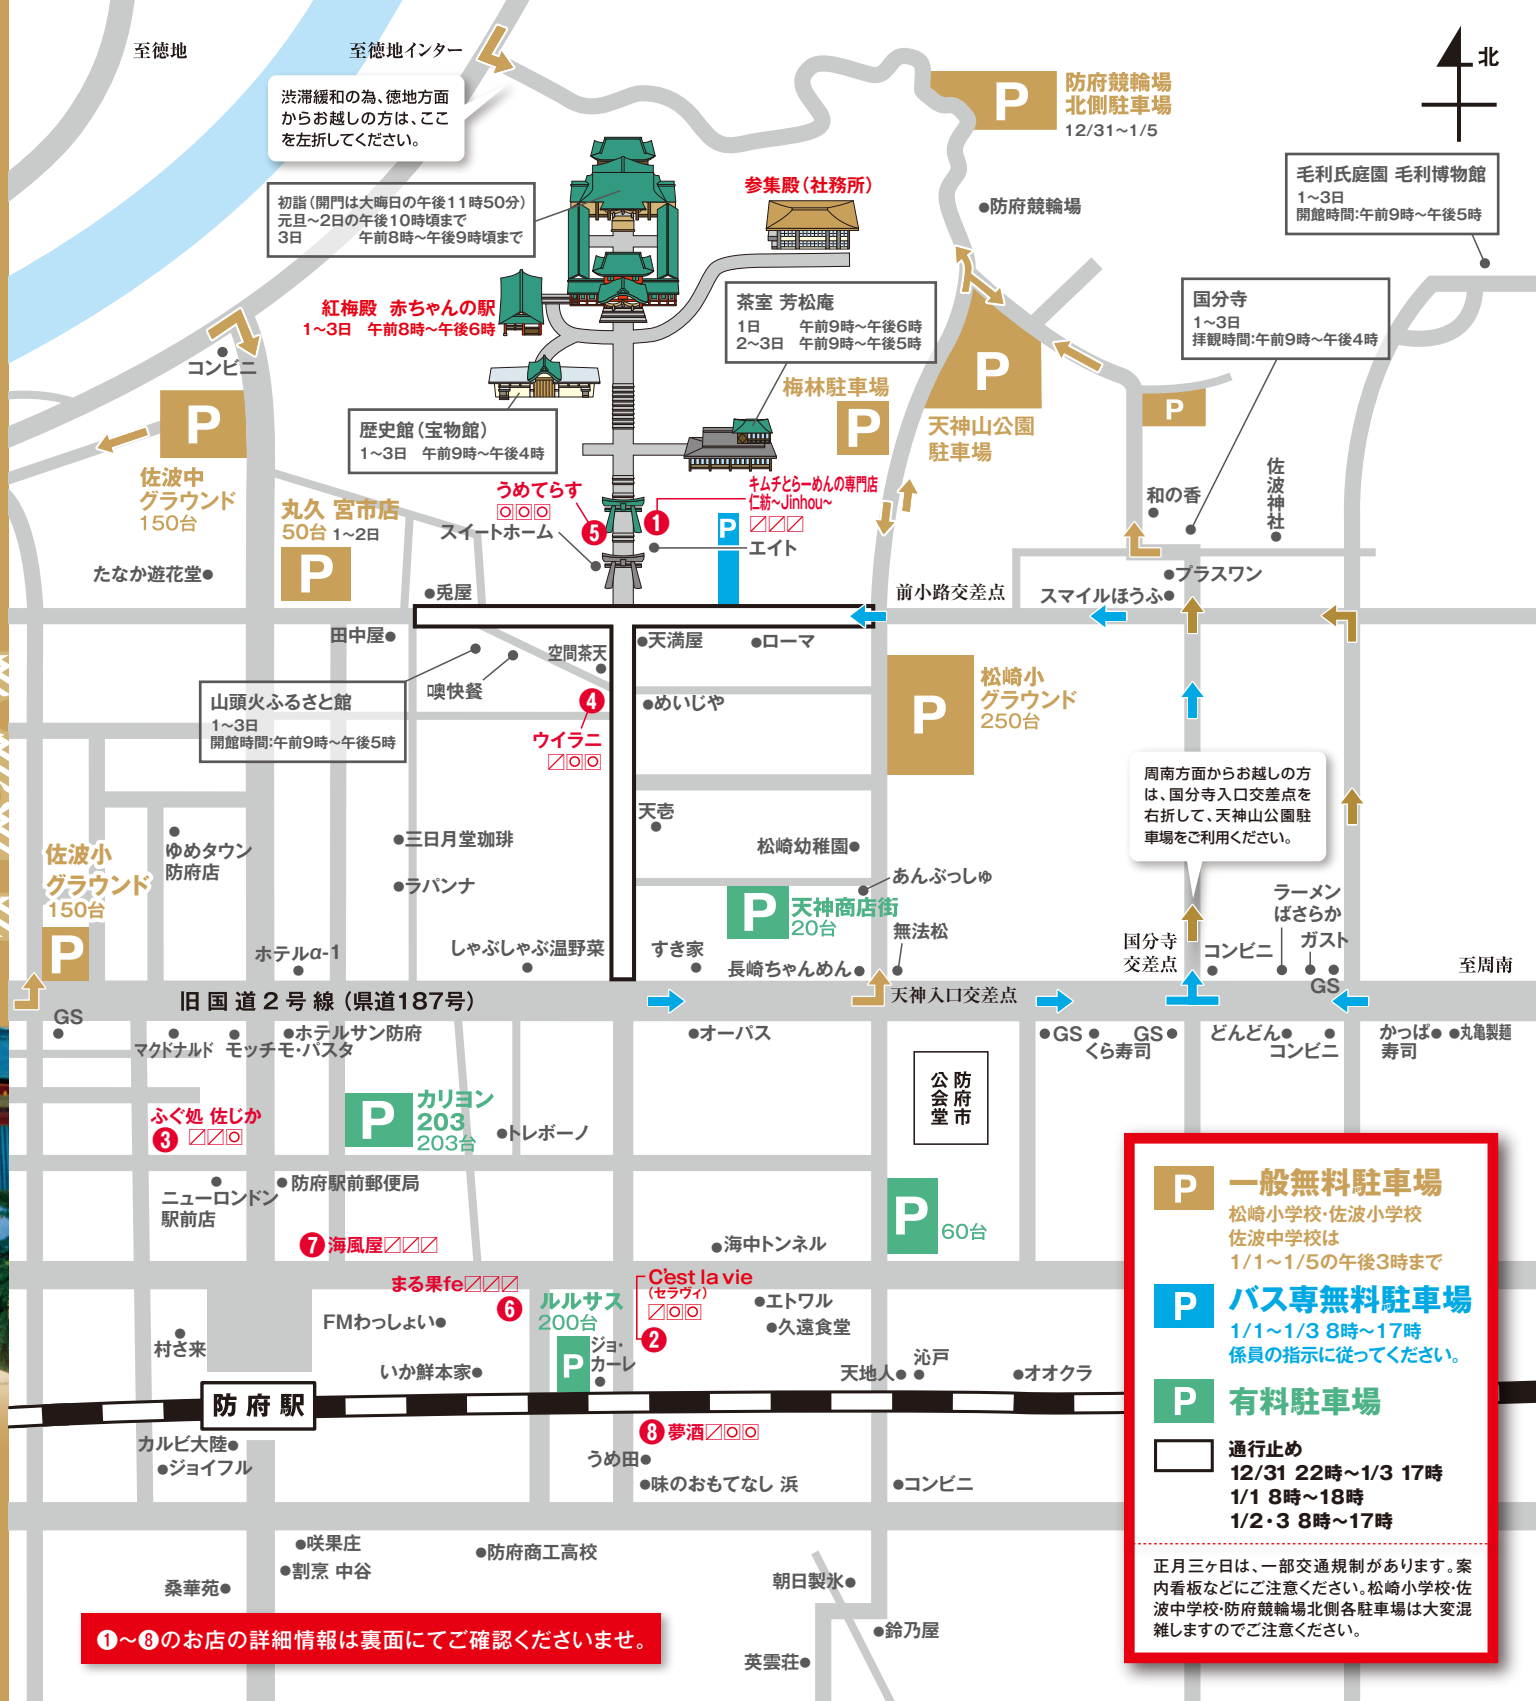 至徳地
至徳地インター
渋滞緩和の為、徳地方面
からお越しの方は、ここ
を左折してください。
北
P
防府競輪場
北側駐車場
12/31〜1/5
初詣（開門は大晦日の午後11時50分）
元旦〜2日の午後10時頃まで
3日　午前8時〜午後9時頃まで
参集殿（社務所）
●防府競輪場
毛利氏庭園 毛利博物館
1〜3日
開館時間:午前9時〜午後5時
紅梅殿 赤ちゃんの駅
1〜3日 午前8時〜午後6時
茶室 芳松庵
1日　午前9時〜午後6時
2〜3日　午前9時〜午後5時
国分寺
1〜3日
拝観時間:午前9時〜午後4時
コンビニ
P
佐波中
グラウンド
150台
歴史館（宝物館）
1〜3日 午前9時〜午後4時
梅林駐車場
P
P
天神山公園
駐車場
P
丸久 宮市店
50台 1〜2日
P
うめてらす
5
スイートホーム
1
キムチとらーめんの専門店
仁紡〜Jinhou〜
P
エイト
和の香
佐波神社
たなか遊花堂●
●兎屋
前小路交差点
●プラスワン
スマイルほうふ●
田中屋●
空間茶天
●天満屋
●ローマ
噢快餐
山頭火ふるさと館
1〜3日
開館時間:午前9時〜午後5時
4
ウイラニ
●めいじや
P
松崎小
グラウンド
250台
周南方面からお越しの方
は、国分寺入口交差点を
右折して、天神山公園駐
車場をご利用ください。
天壱
ゆめタウン
防府店
●三日月堂珈琲
●ラパンナ
松崎幼稚園●
佐波小
グラウンド
150台
P
あんぶっしゅ
P
天神商店街
20台
無法松
ラーメン
ばさらか
ガスト
GS
コンビニ
国分寺
交差点
至周南
ホテルα-1
しゃぶしゃぶ温野菜
すき家
長崎ちゃんめん●
旧国道2号線（県道187号）
天神入口交差点
GS
マクドナルド
モッチモ・パスタ
●ホテルサン防府
●オーパス
●GS
くら寿司
GS●
どんどん●
コンビニ
かっぱ●
寿司
●丸亀製麺
防府市
公会堂
ふぐ処 佐じか
3
P
カリヨン
203
203台
●トレボーノ
ニューロンドン
駅前店
●防府駅前郵便局
P
60台
7 海風屋
●海中トンネル
まる果fe
6
ルルサス
200台
P
ジョ・
カーレ
C'est la vie
（セラヴィ）
2
●エトワル
●久遠食堂
村さ来
FMわっしょい●
いか鮮本家●
天地人●
沁戸
●オオクラ
防府駅
8 夢酒
カルビ大陸●
●ジョイフル
うめ田●
●味のおもてなし 浜
●コンビニ
●咲果庄
●割烹 中谷
桑華苑●
●防府商工高校
朝日製氷●
●鈴乃屋
英雲荘●
❶〜❽のお店の詳細情報は裏面にてご確認くださいませ。
P
一般無料駐車場
松崎小学校・佐波小学校
佐波中学校は
1/1〜1/5の午後3時まで
P
バス専無料駐車場
1/1〜1/3 8時〜17時
係員の指示に従ってください。
P
有料駐車場
通行止め
12/31 22時〜1/3 17時
1/1 8時〜18時
1/2・3 8時〜17時
正月三ヶ日は、一部交通規制があります。案
内看板などにご注意ください。松崎小学校・佐
波中学校・防府競輪場北側各駐車場は大変混
雑しますのでご注意ください。